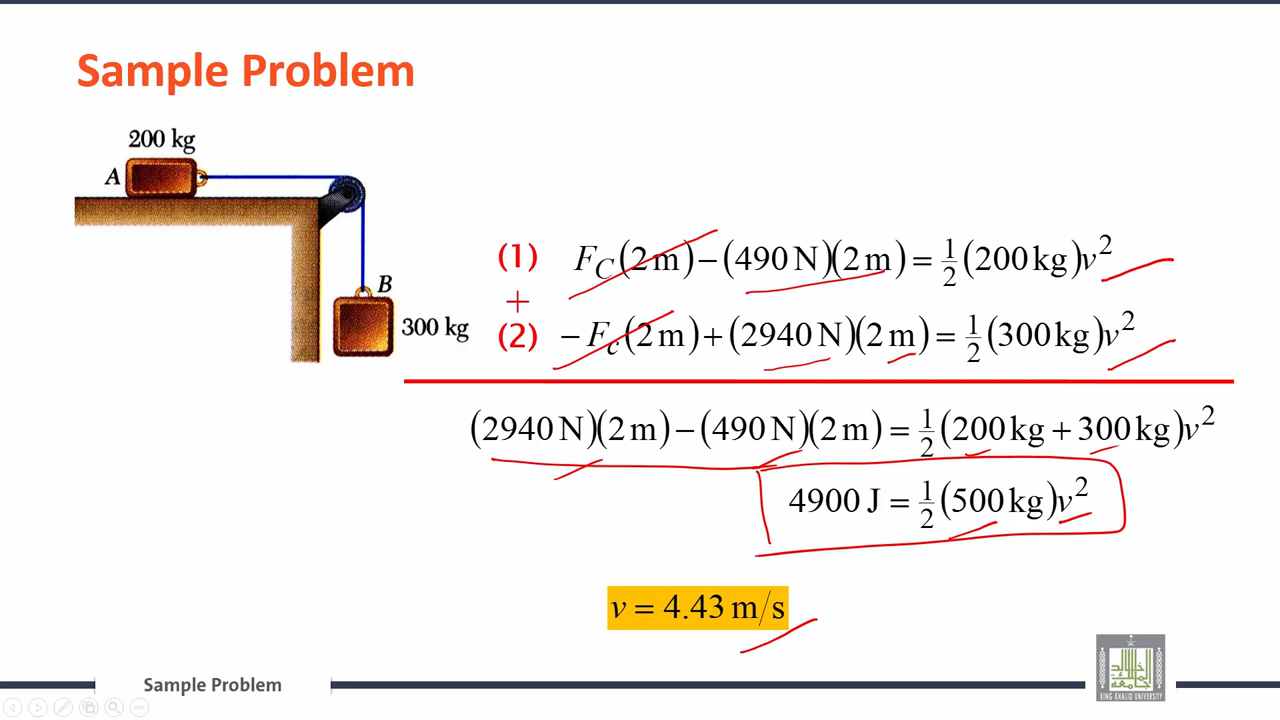 Sample Problem
200 kg
A
B
300 kg
(1) F_C(2 m) − (490 N)(2 m) = ½(200 kg)v²
+
(2) − F_c(2 m) + (2940 N)(2 m) = ½(300 kg)v²
(2940 N)(2 m) − (490 N)(2 m) = ½(200 kg + 300 kg)v²
4900 J = ½(500 kg)v²
v = 4.43 m/s
Sample Problem
KING KHALID UNIVERSITY